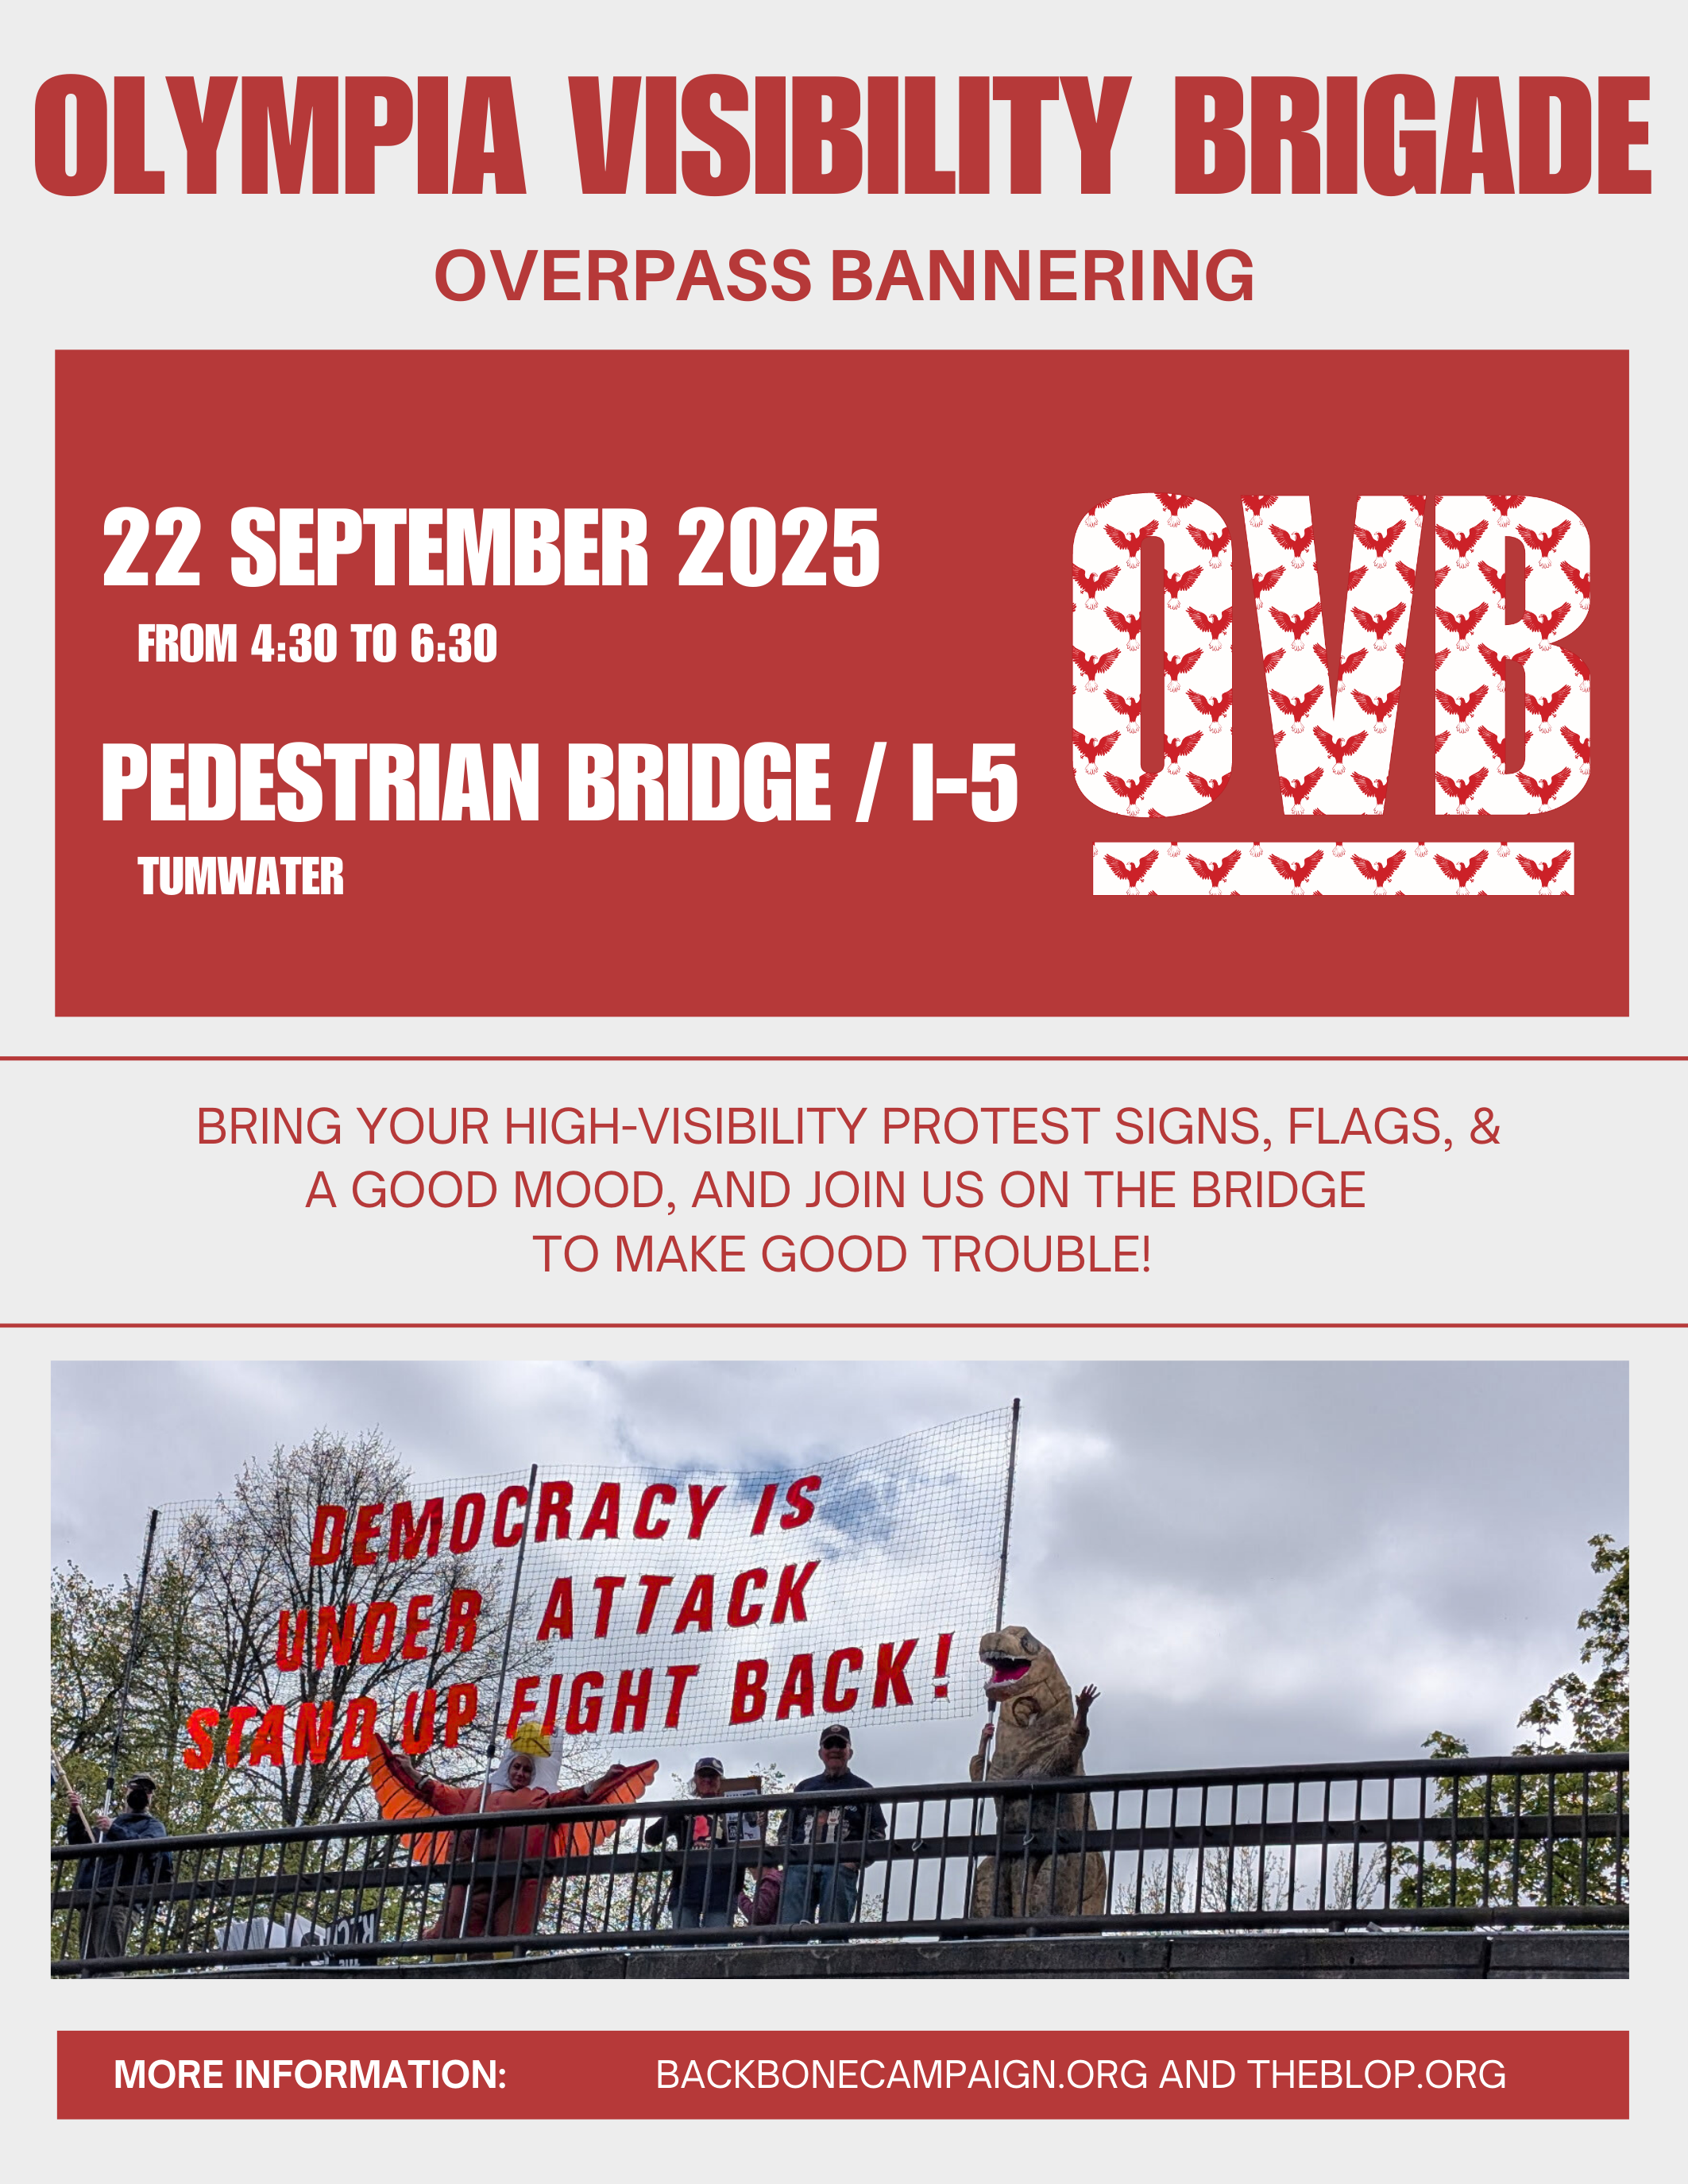 OLYMPIA VISIBILITY BRIGADE
OVERPASS BANNERING
22 SEPTEMBER 2025
FROM 4:30 TO 6:30
PEDESTRIAN BRIDGE / I-5
TUMWATER
OVB
BRING YOUR HIGH-VISIBILITY PROTEST SIGNS, FLAGS, &
A GOOD MOOD, AND JOIN US ON THE BRIDGE
TO MAKE GOOD TROUBLE!
DEMOCRACY IS
UNDER ATTACK
STAND UP FIGHT BACK!
MORE INFORMATION: BACKBONECAMPAIGN.ORG AND THEBLOP.ORG